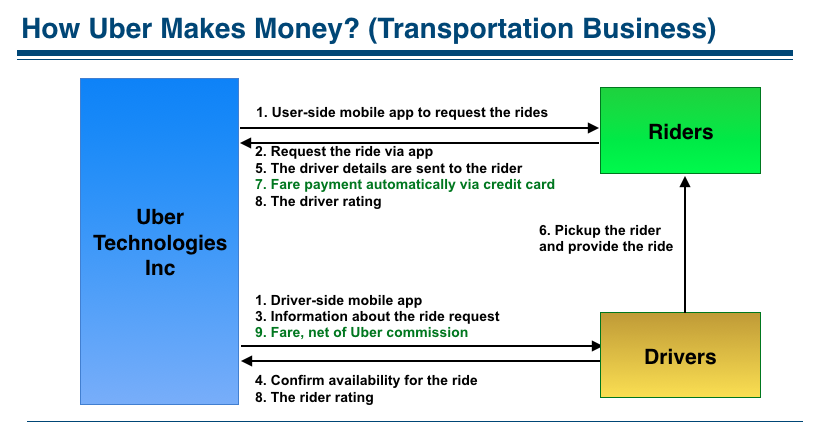 How Uber Makes Money? (Transportation Business)
1. User-side mobile app to request the rides
Riders
2. Request the ride via app
5. The driver details are sent to the rider
7. Fare payment automatically via credit card
8. The driver rating
Uber
Technologies
Inc
6. Pickup the rider
and provide the ride
1. Driver-side mobile app
3. Information about the ride request
9. Fare, net of Uber commission
Drivers
4. Confirm availability for the ride
8. The rider rating